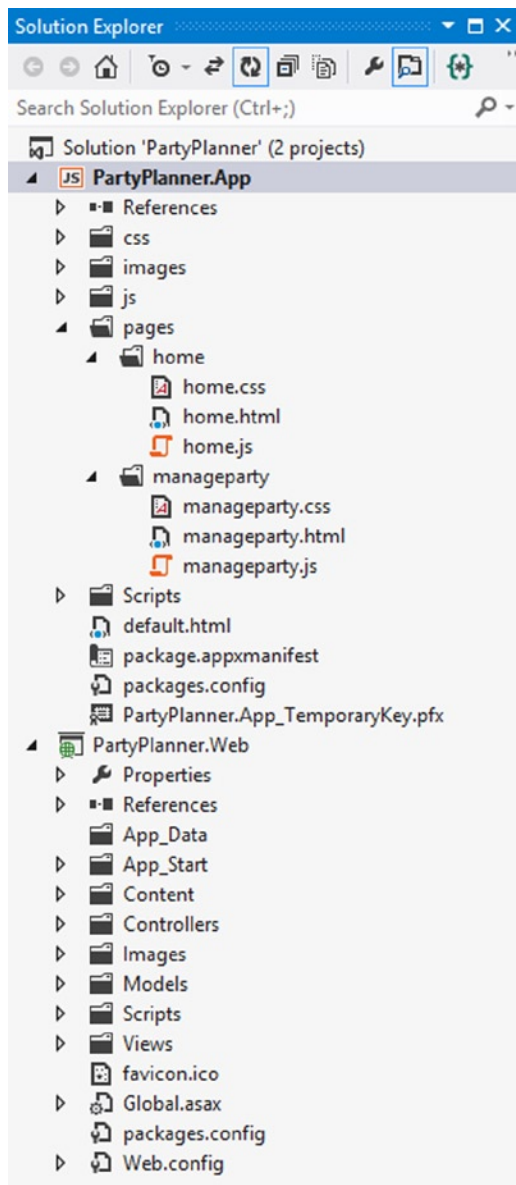 Solution Explorer
Search Solution Explorer (Ctrl+;)
Solution 'PartyPlanner' (2 projects)
JS PartyPlanner.App
References
css
images
js
pages
home
home.css
home.html
home.js
manageparty
manageparty.css
manageparty.html
manageparty.js
Scripts
default.html
package.appxmanifest
packages.config
PartyPlanner.App_TemporaryKey.pfx
PartyPlanner.Web
Properties
References
App_Data
App_Start
Content
Controllers
Images
Models
Scripts
Views
favicon.ico
Global.asax
packages.config
Web.config